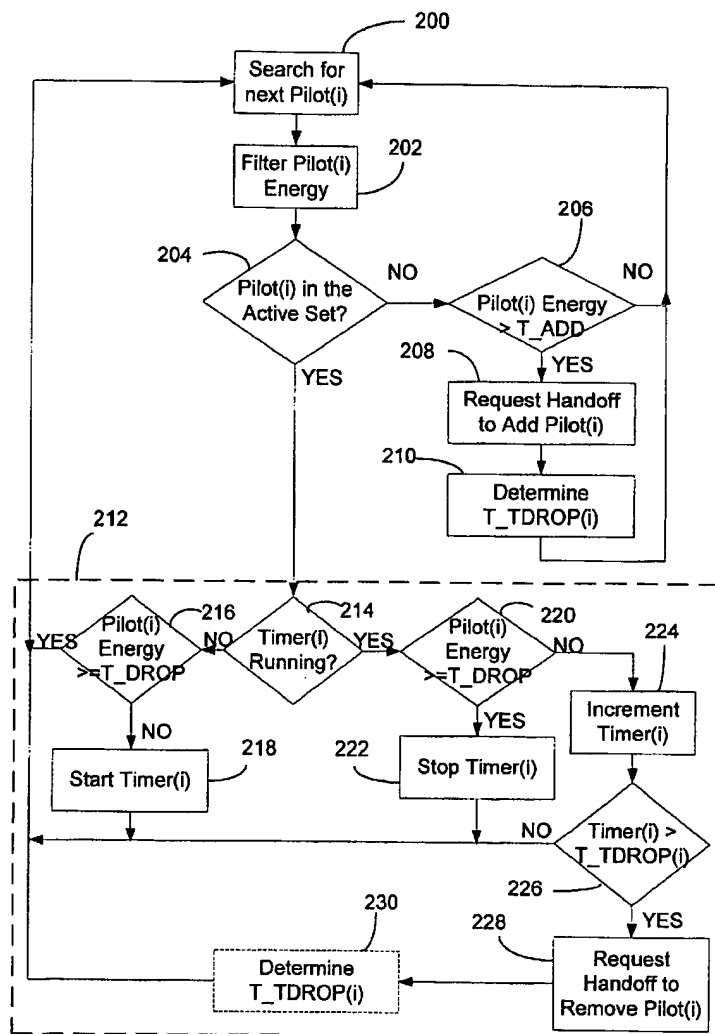 200
Search for
next Pilot(i)
202
Filter Pilot(i)
Energy
204
Pilot(i) in the
Active Set?
NO
YES
206
Pilot(i) Energy
> T_ADD
NO
YES
208
Request Handoff
to Add Pilot(i)
210
Determine
T_TDROP(i)
212
216
Pilot(i)
Energy
>=T_DROP
YES
NO
214
Timer(i)
Running?
NO
YES
220
Pilot(i)
Energy
>=T_DROP
NO
YES
224
Increment
Timer(i)
218
Start Timer(i)
222
Stop Timer(i)
226
Timer(i) >
T_TDROP(i)
NO
YES
228
Request
Handoff to
Remove Pilot(i)
230
Determine
T_TDROP(i)